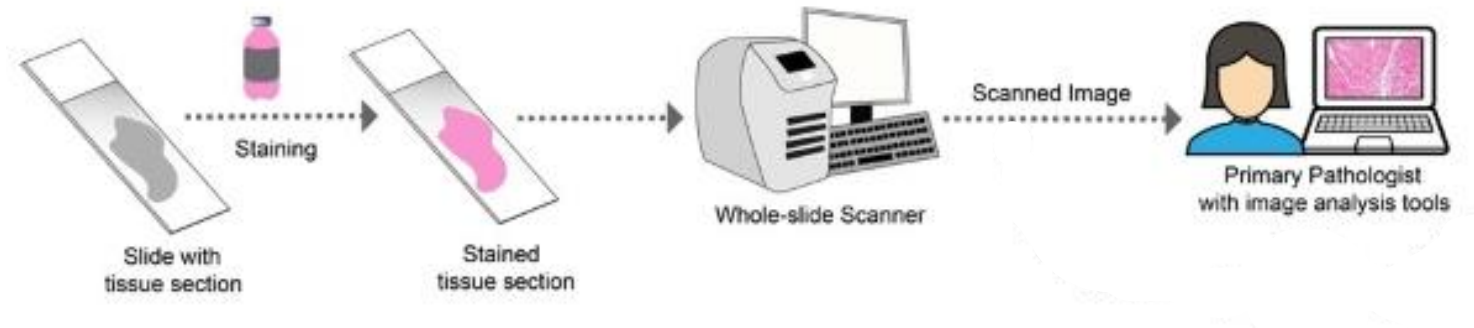 Staining
Scanned Image
Slide with
tissue section
Stained
tissue section
Whole-slide Scanner
Primary Pathologist
with image analysis tools